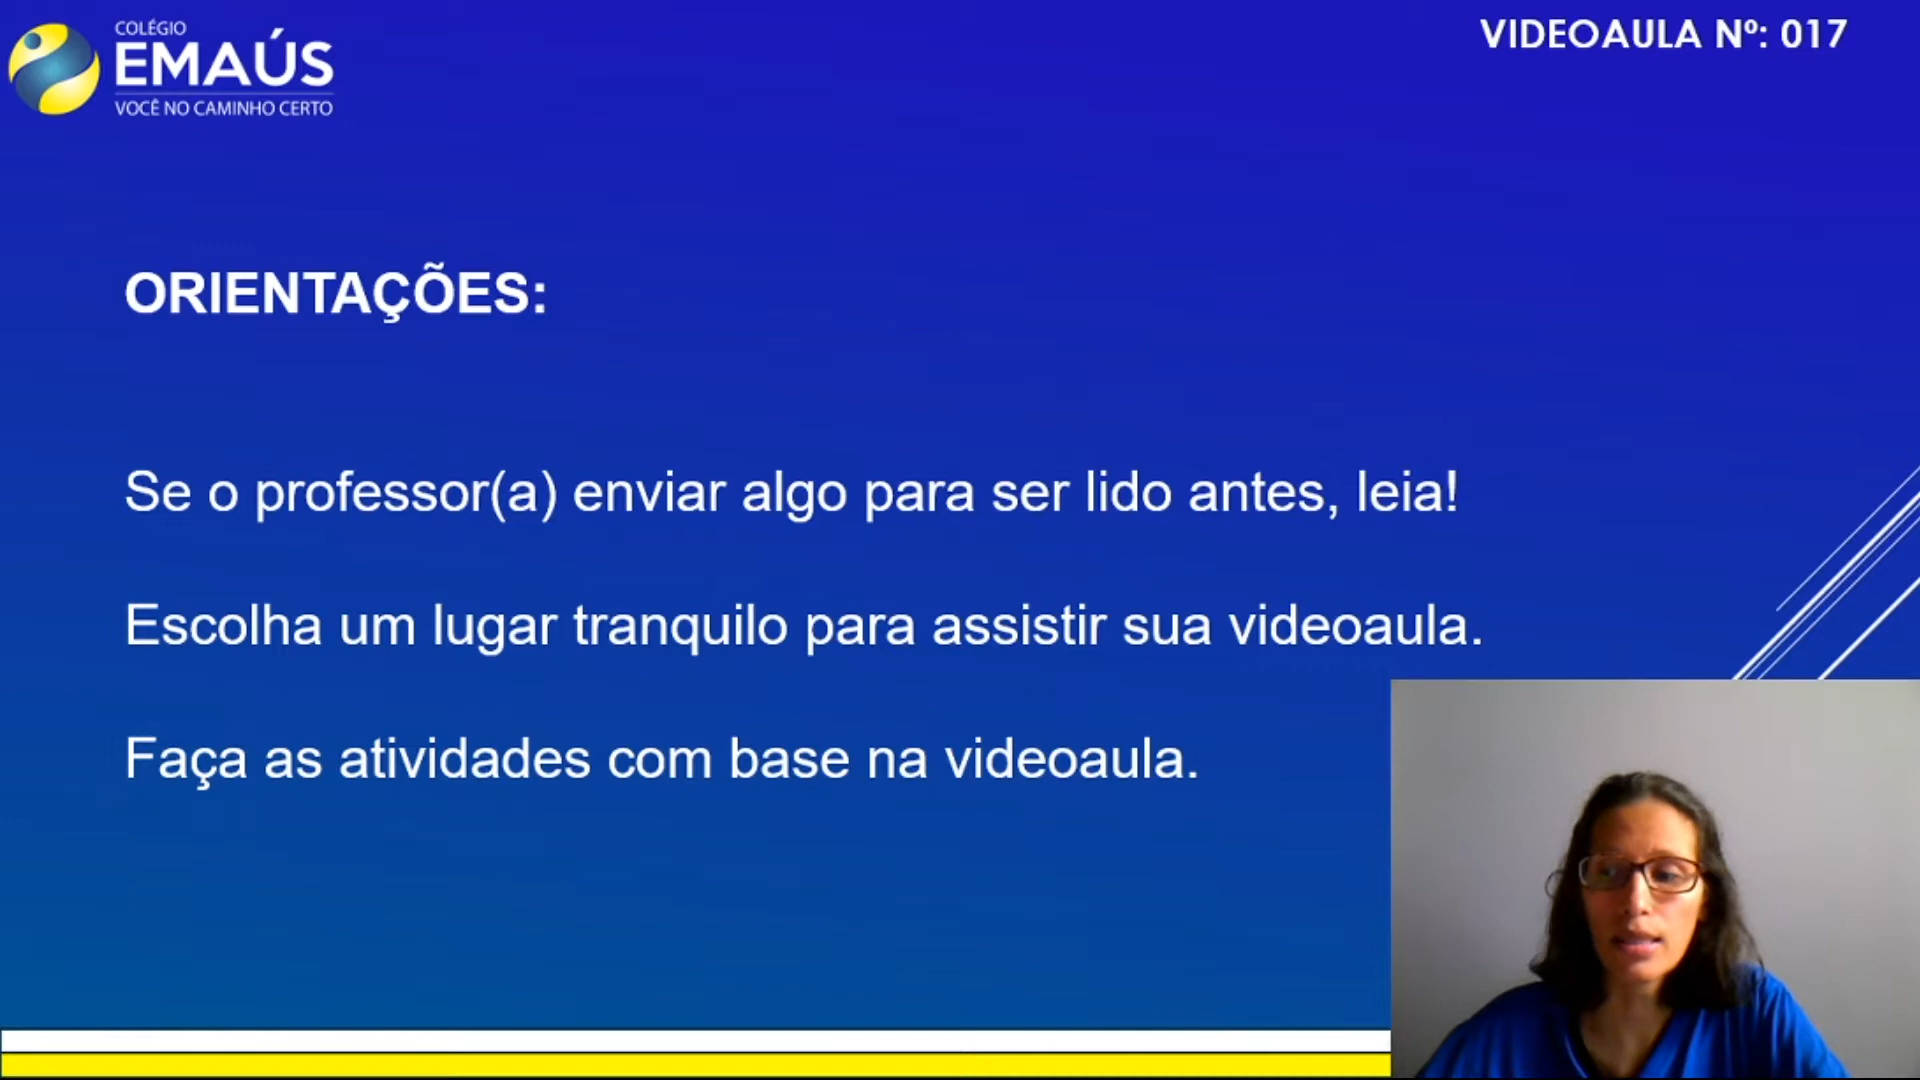 COLÉGIO
EMAÚS
VOCÊ NO CAMINHO CERTO
VIDEOAULA Nº: 017
ORIENTAÇÕES:
Se o professor(a) enviar algo para ser lido antes, leia!
Escolha um lugar tranquilo para assistir sua videoaula.
Faça as atividades com base na videoaula.